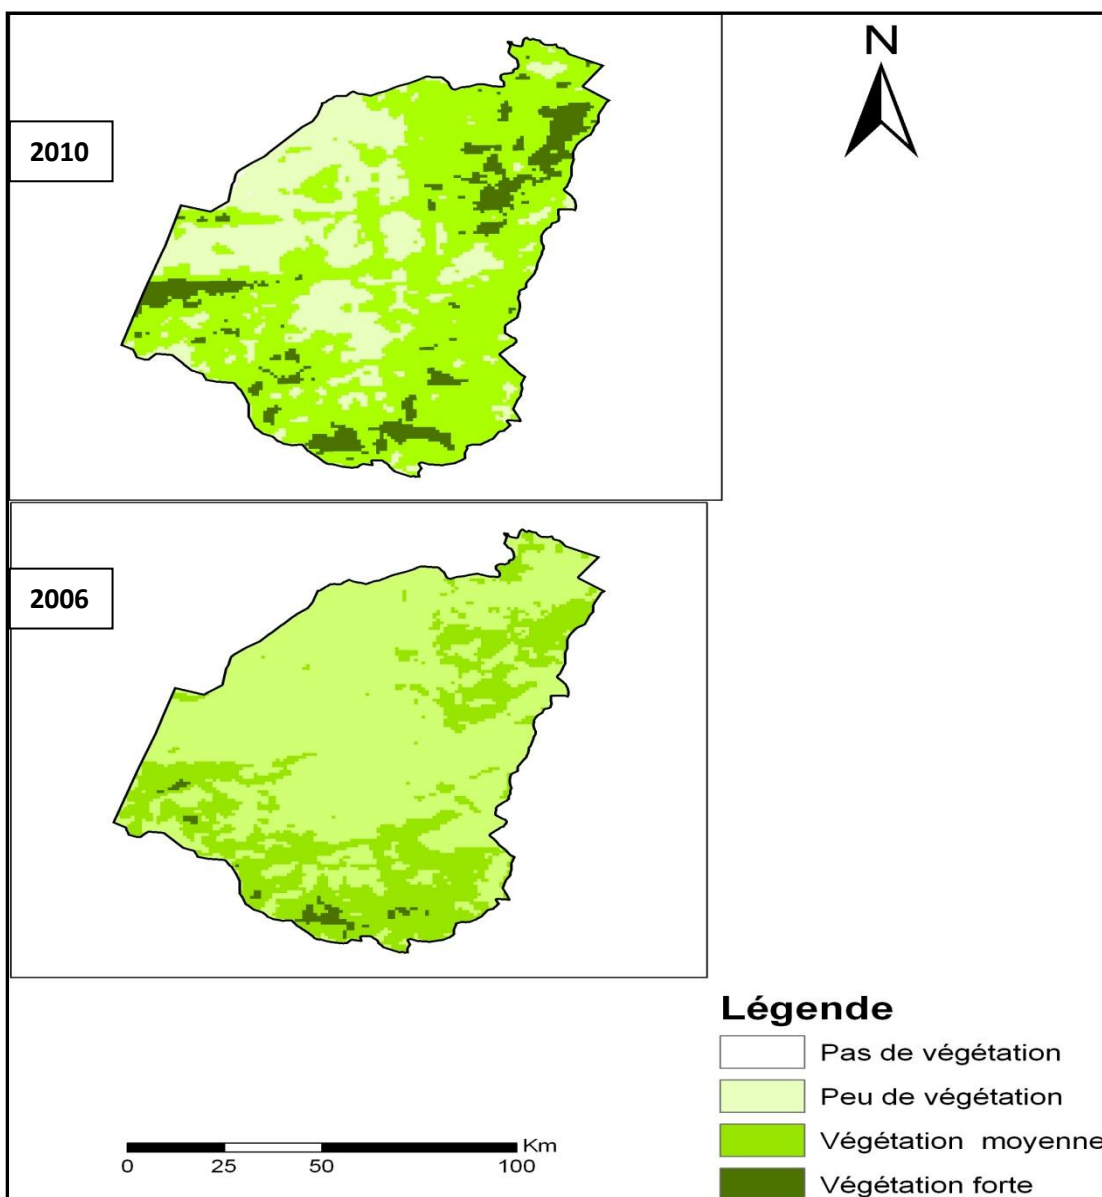 N
2010
2006
Légende
Pas de végétation
Peu de végétation
Végétation moyenne
Végétation forte
Km
0 25 50 100